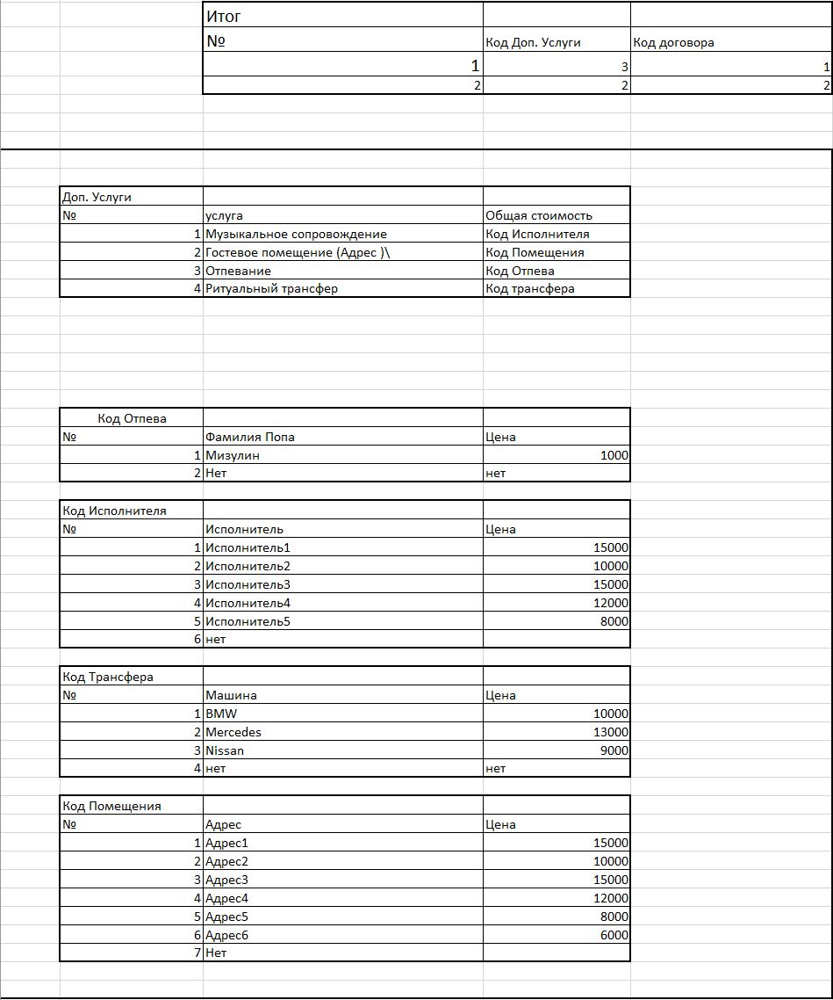 Итог
№ Код Доп. Услуги Код договора
1 3 1
2 2 2
Доп. Услуги
№ услуга Общая стоимость
1 Музыкальное сопровождение Код Исполнителя
2 Гостевое помещение (Адрес )\ Код Помещения
3 Отпевание Код Отпева
4 Ритуальный трансфер Код трансфера
Код Отпева
№ Фамилия Попа Цена
1 Мизулин 1000
2 Нет нет
Код Исполнителя
№ Исполнитель Цена
1 Исполнитель1 15000
2 Исполнитель2 10000
3 Исполнитель3 15000
4 Исполнитель4 12000
5 Исполнитель5 8000
6 нет
Код Трансфера
№ Машина Цена
1 BMW 10000
2 Mercedes 13000
3 Nissan 9000
4 нет нет
Код Помещения
№ Адрес Цена
1 Адрес1 15000
2 Адрес2 10000
3 Адрес3 15000
4 Адрес4 12000
5 Адрес5 8000
6 Адрес6 6000
7 Нет